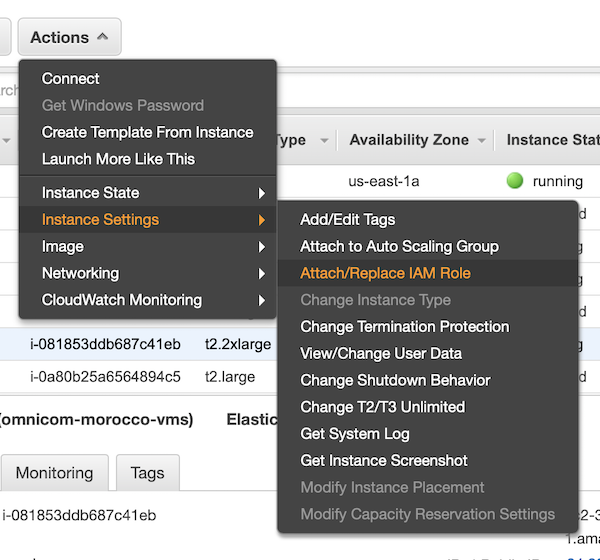 Actions
Connect
Get Windows Password
Create Template From Instance
Launch More Like This
Instance State
Instance Settings
Image
Networking
CloudWatch Monitoring
Type
Availability Zone
Instance Stat
us-east-1a
running
Add/Edit Tags
Attach to Auto Scaling Group
Attach/Replace IAM Role
Change Instance Type
Change Termination Protection
View/Change User Data
Change Shutdown Behavior
Change T2/T3 Unlimited
Get System Log
Get Instance Screenshot
Modify Instance Placement
Modify Capacity Reservation Settings
i-081853ddb687c41eb t2.2xlarge
i-0a80b25a6564894c5 t2.large
(omnicom-morocco-vms) Elastic
Monitoring Tags
i-081853ddb687c41eb